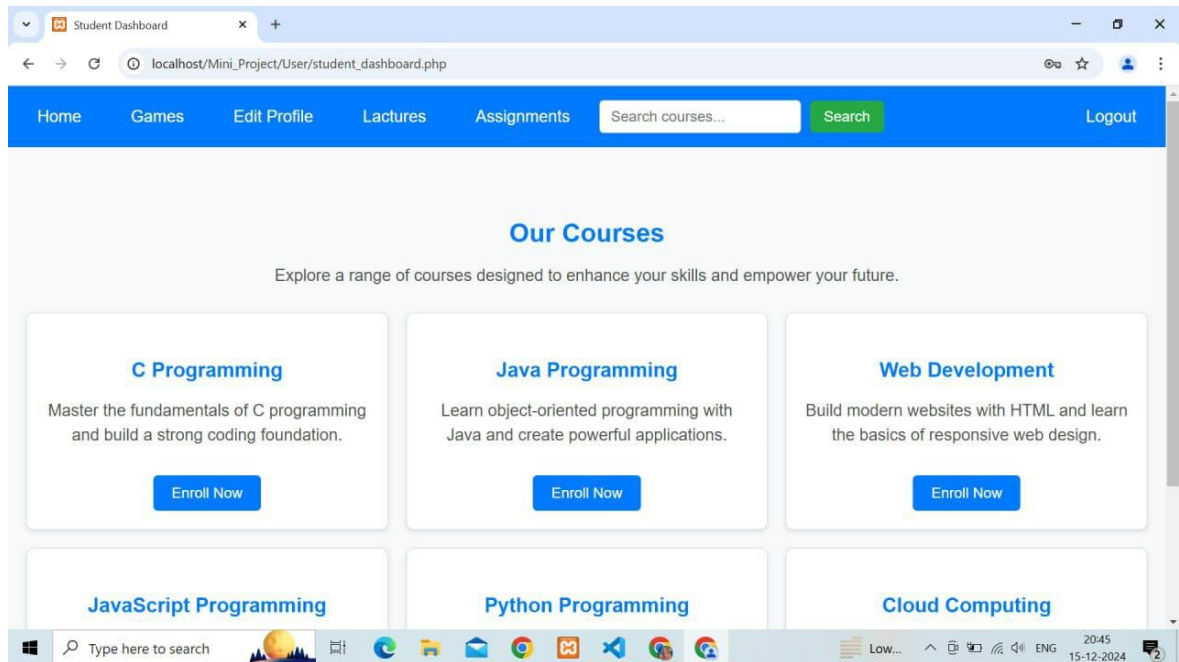 Student Dashboard
localhost/Mini_Project/User/student_dashboard.php
Home Games Edit Profile Lactures Assignments Search courses... Search Logout
Our Courses
Explore a range of courses designed to enhance your skills and empower your future.
C Programming
Master the fundamentals of C programming
and build a strong coding foundation.
Enroll Now
Java Programming
Learn object-oriented programming with
Java and create powerful applications.
Enroll Now
Web Development
Build modern websites with HTML and learn
the basics of responsive web design.
Enroll Now
JavaScript Programming
Python Programming
Cloud Computing
Type here to search
Low... ENG
20:45
15-12-2024
2